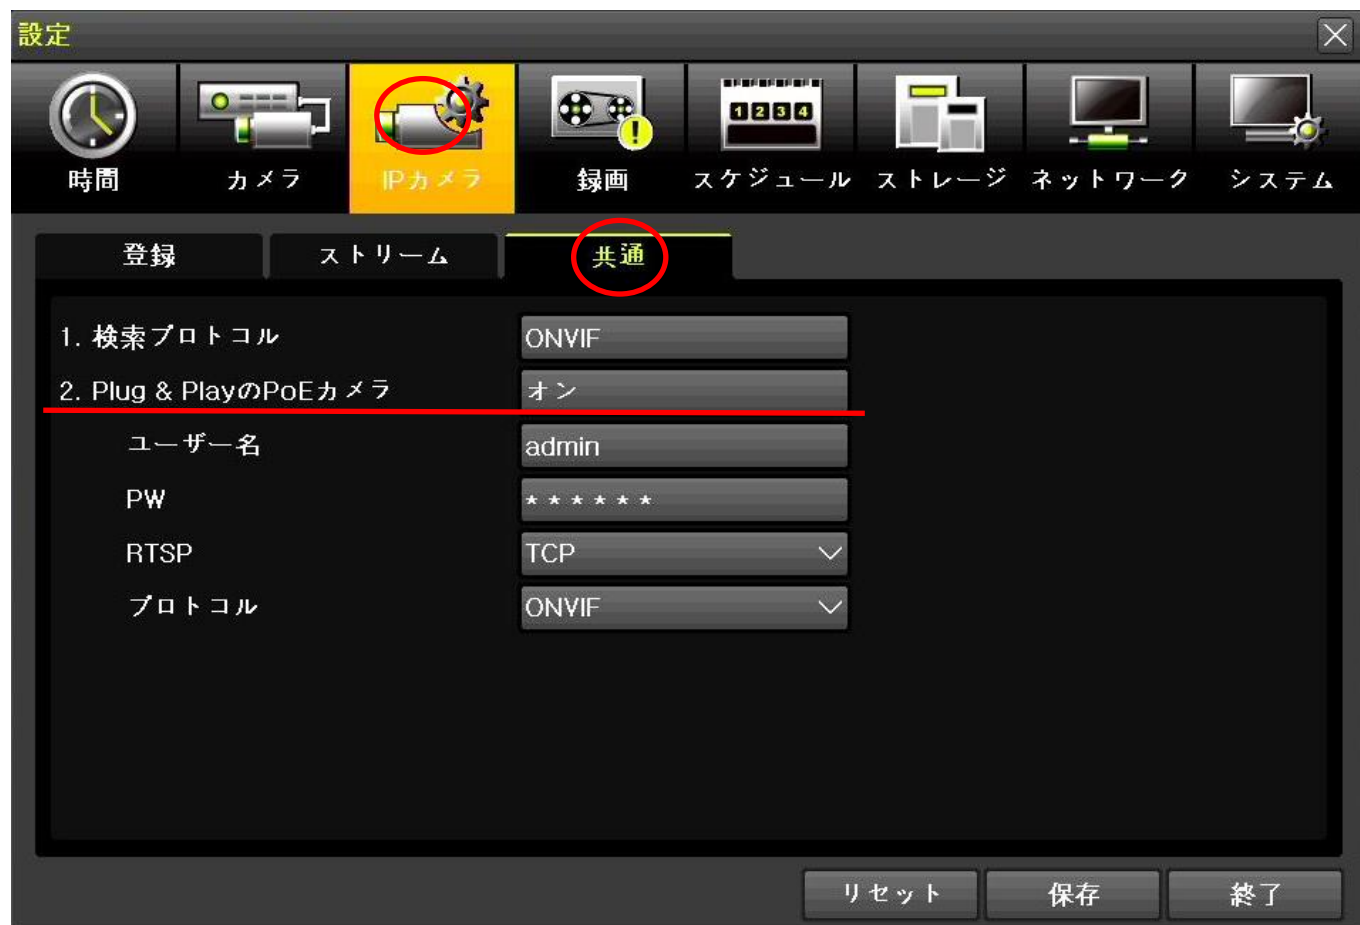 設定
時間 カメラ IPカメラ 録画 スケジュール ストレージ ネットワーク システム
1 2 3 4
登録 ストリーム 共通
1. 検索プロトコル ONVIF
2. Plug & PlayのPoEカメラ オン
ユーザー名 admin
PW ******
RTSP TCP
プロトコル ONVIF
リセット 保存 終了